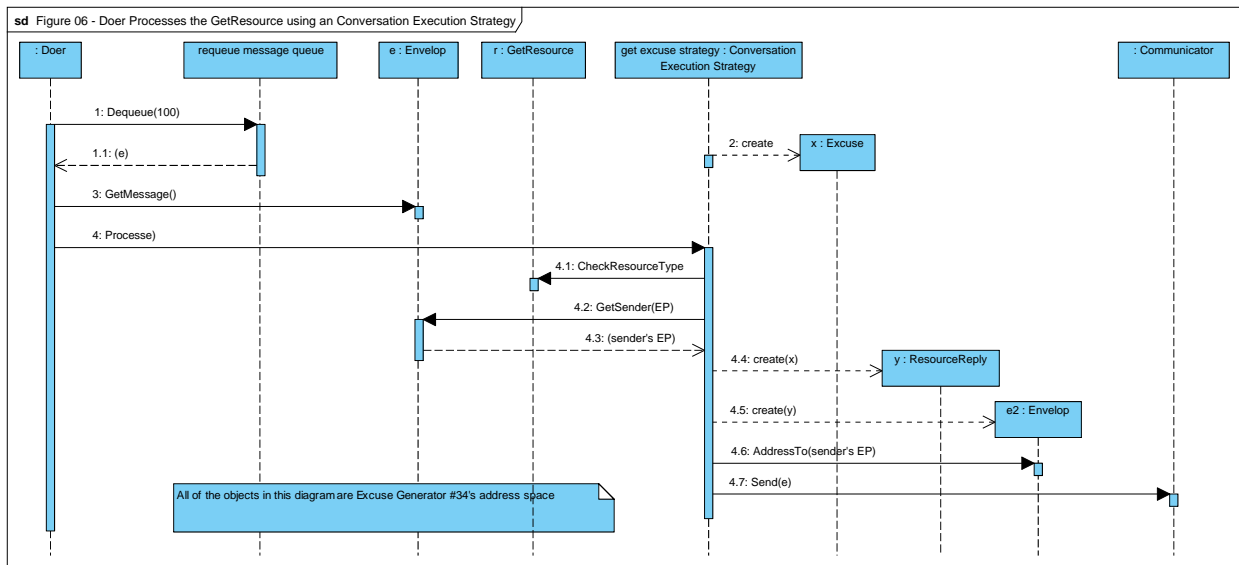 sd Figure 06 - Doer Processes the GetResource using an Conversation Execution Strategy
: Doer
requeue message queue
e : Envelop
r : GetResource
get excuse strategy : Conversation
Execution Strategy
: Communicator
1: Dequeue(100)
2: create
x : Excuse
1.1: (e)
3: GetMessage()
4: Processe)
4.1: CheckResourceType
4.2: GetSender(EP)
4.3: (sender's EP)
4.4: create(x)
y : ResourceReply
4.5: create(y)
e2 : Envelop
4.6: AddressTo(sender's EP)
4.7: Send(e)
All of the objects in this diagram are Excuse Generator #34's address space